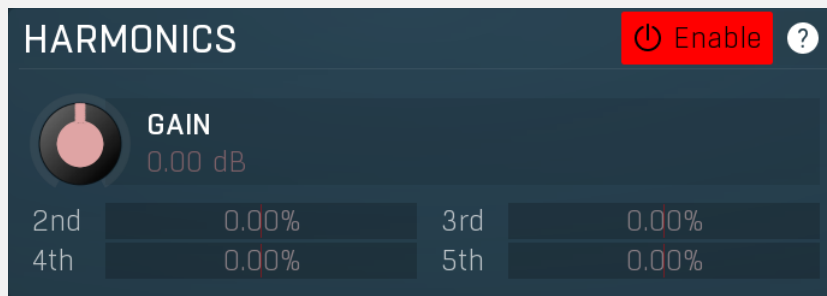 HARMONICS Enable ?
GAIN
0.00 dB
2nd 0.00% 3rd 0.00%
4th 0.00% 5th 0.00%